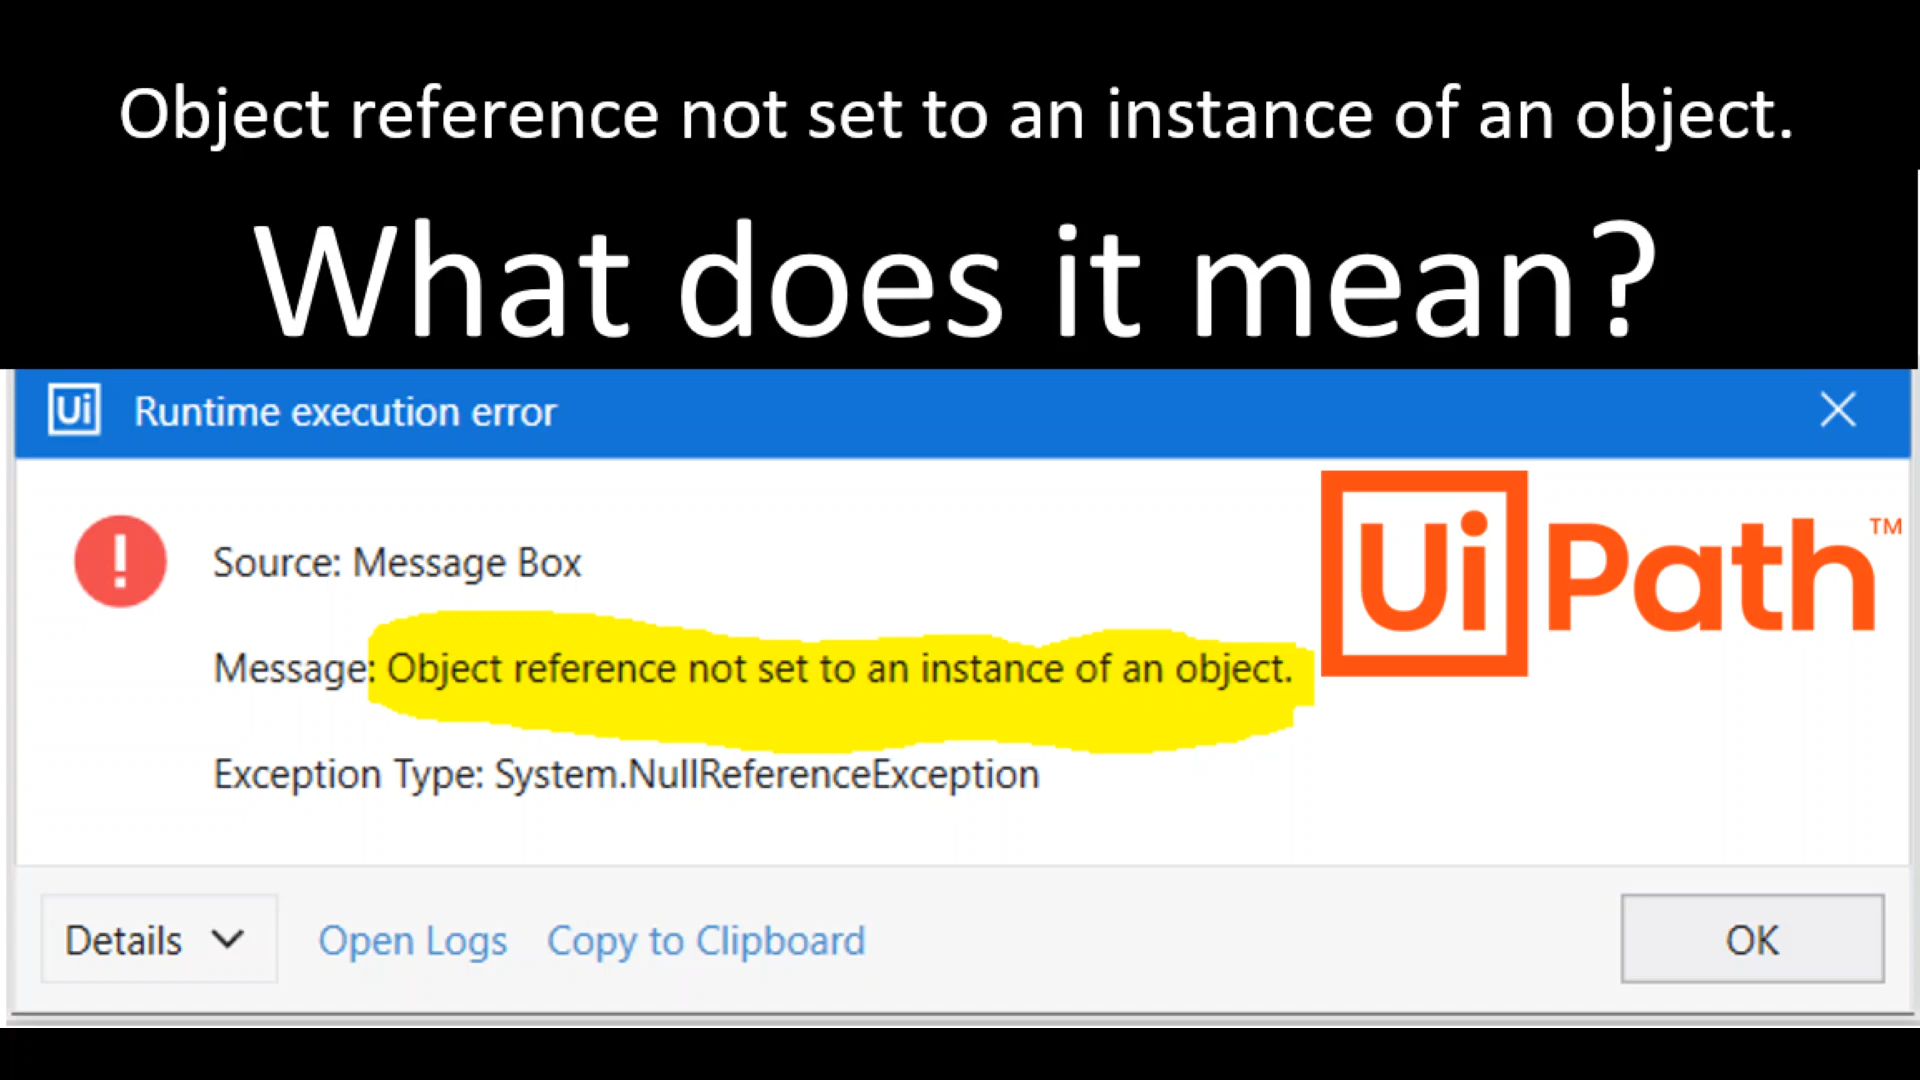 Object reference not set to an instance of an object.
What does it mean?
Ui Runtime execution error
Ui Path™
Source: Message Box
Message: Object reference not set to an instance of an object.
Exception Type: System.NullReferenceException
Details Open Logs Copy to Clipboard OK